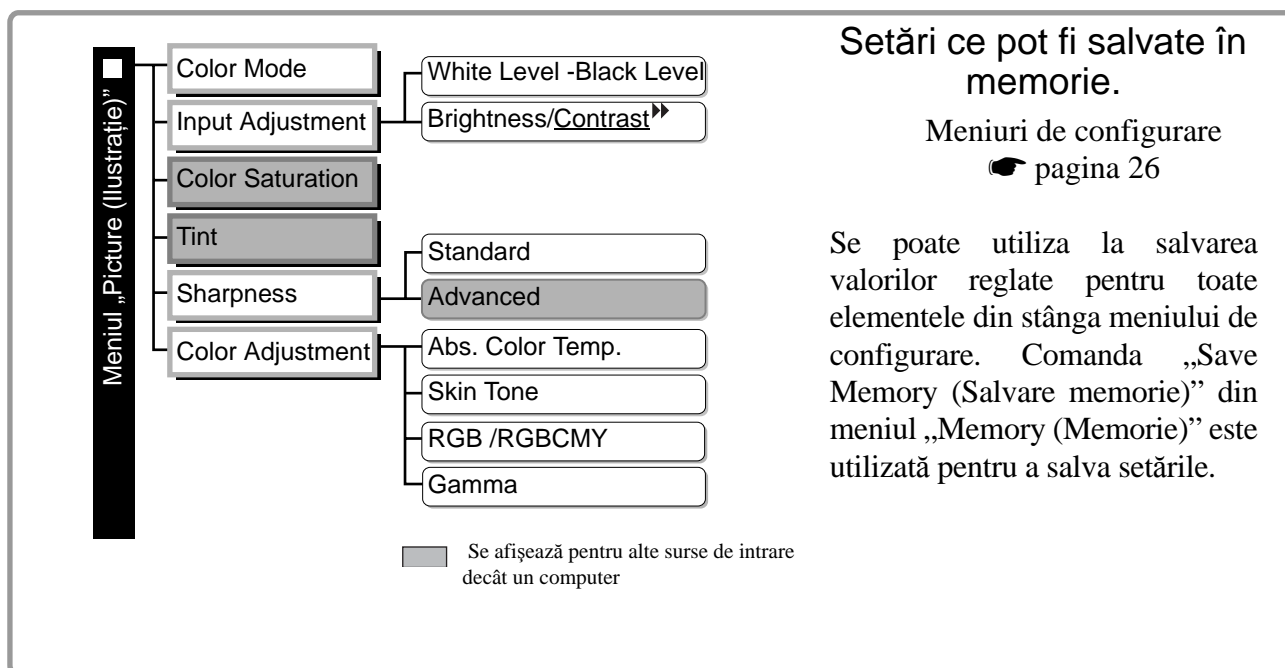 Meniul „Picture (Ilustraţie)”
Color Mode
Input Adjustment
Color Saturation
Tint
Sharpness
Color Adjustment
White Level -Black Level
Brightness/Contrast
Standard
Advanced
Abs. Color Temp.
Skin Tone
RGB /RGBCMY
Gamma
Se afişează pentru alte surse de intrare
decât un computer
Setări ce pot fi salvate în
memorie.
Meniuri de configurare
☛ pagina 26
Se poate utiliza la salvarea
valorilor reglate pentru toate
elementele din stânga meniului de
configurare. Comanda „Save
Memory (Salvare memorie)” din
meniul „Memory (Memorie)” este
utilizată pentru a salva setările.